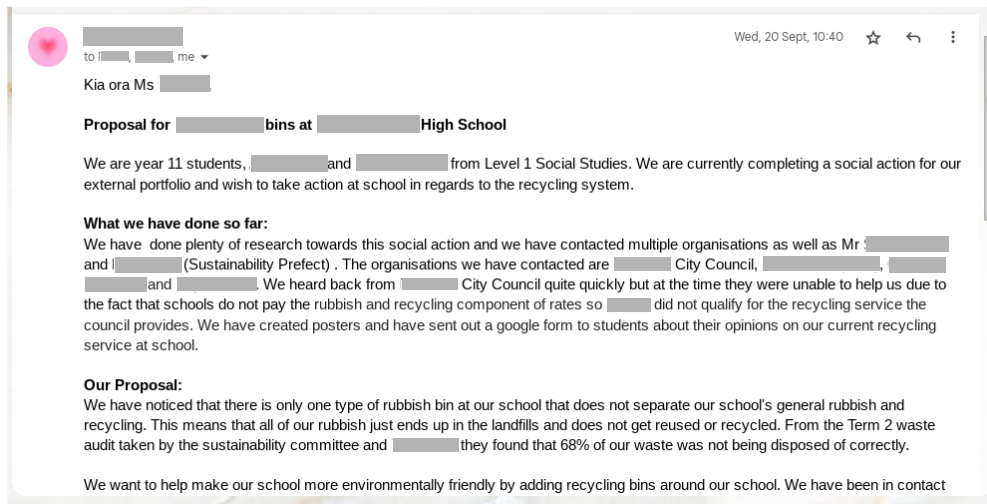 Wed, 20 Sept, 10:40
to , , me
Kia ora Ms
Proposal for bins at High School
We are year 11 students, and from Level 1 Social Studies. We are currently completing a social action for our
external portfolio and wish to take action at school in regards to the recycling system.
What we have done so far:
We have done plenty of research towards this social action and we have contacted multiple organisations as well as Mr
and (Sustainability Prefect) . The organisations we have contacted are City Council, ,
and . We heard back from City Council quite quickly but at the time they were unable to help us due to
the fact that schools do not pay the rubbish and recycling component of rates so did not qualify for the recycling service the
council provides. We have created posters and have sent out a google form to students about their opinions on our current recycling
service at school.
Our Proposal:
We have noticed that there is only one type of rubbish bin at our school that does not separate our school's general rubbish and
recycling. This means that all of our rubbish just ends up in the landfills and does not get reused or recycled. From the Term 2 waste
audit taken by the sustainability committee and they found that 68% of our waste was not being disposed of correctly.
We want to help make our school more environmentally friendly by adding recycling bins around our school. We have been in contact